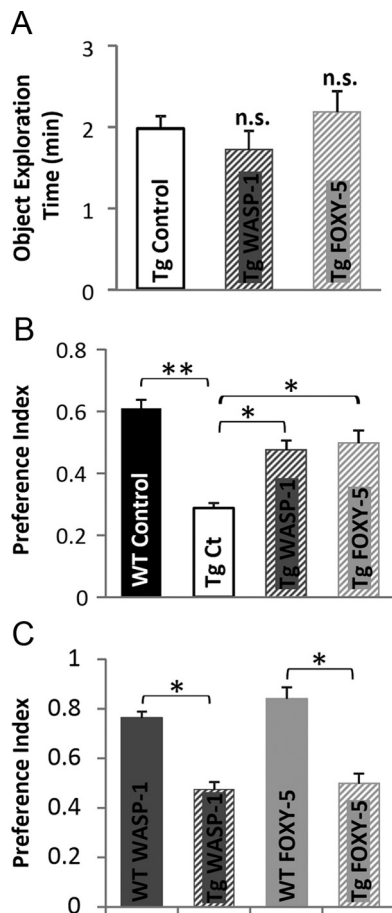 A
Object Exploration
Time (min)
3
2
1
0
n.s.
n.s.
Tg Control
Tg WASP-1
Tg FOXY-5
B
Preference Index
0.8
0.6
0.4
0.2
0
**
*
*
WT Control
Tg Ct
Tg WASP-1
Tg FOXY-5
C
Preference Index
1
0.8
0.6
0.4
0.2
0
*
*
WT WASP-1
Tg WASP-1
WT FOXY-5
Tg FOXY-5